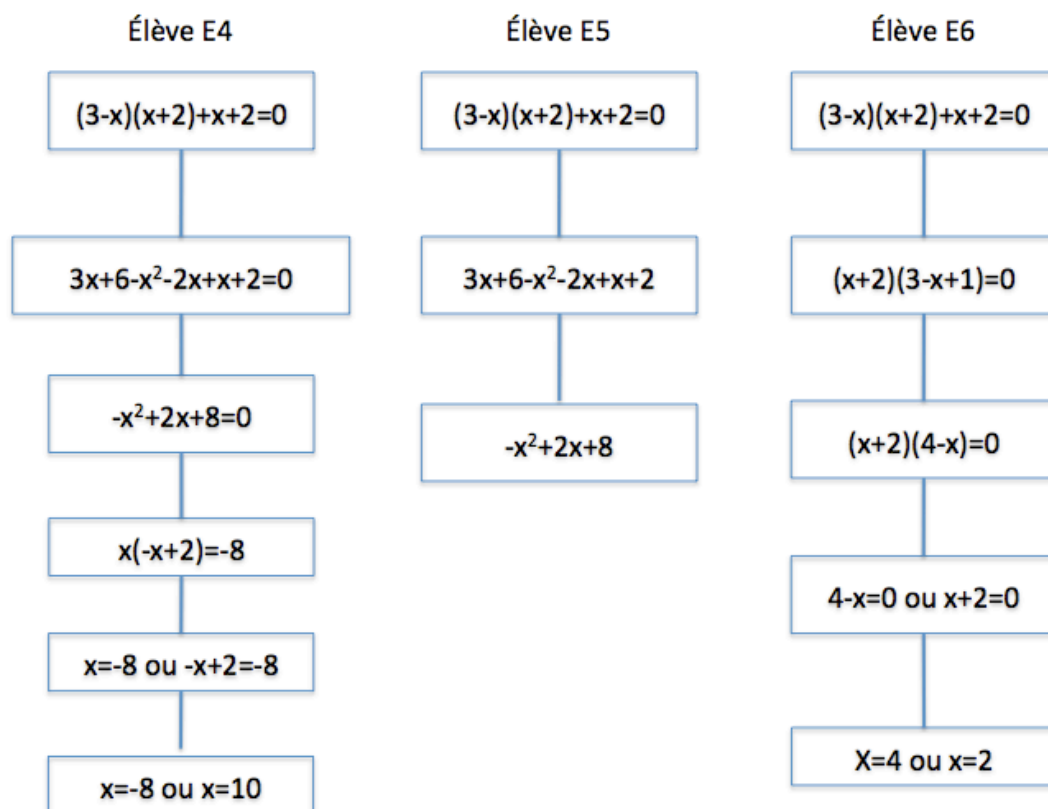 Élève E4
(3-x)(x+2)+x+2=0
3x+6-x²-2x+x+2=0
-x²+2x+8=0
x(-x+2)=-8
x=-8 ou -x+2=-8
x=-8 ou x=10
Élève E5
(3-x)(x+2)+x+2=0
3x+6-x²-2x+x+2
-x²+2x+8
Élève E6
(3-x)(x+2)+x+2=0
(x+2)(3-x+1)=0
(x+2)(4-x)=0
4-x=0 ou x+2=0
X=4 ou x=2